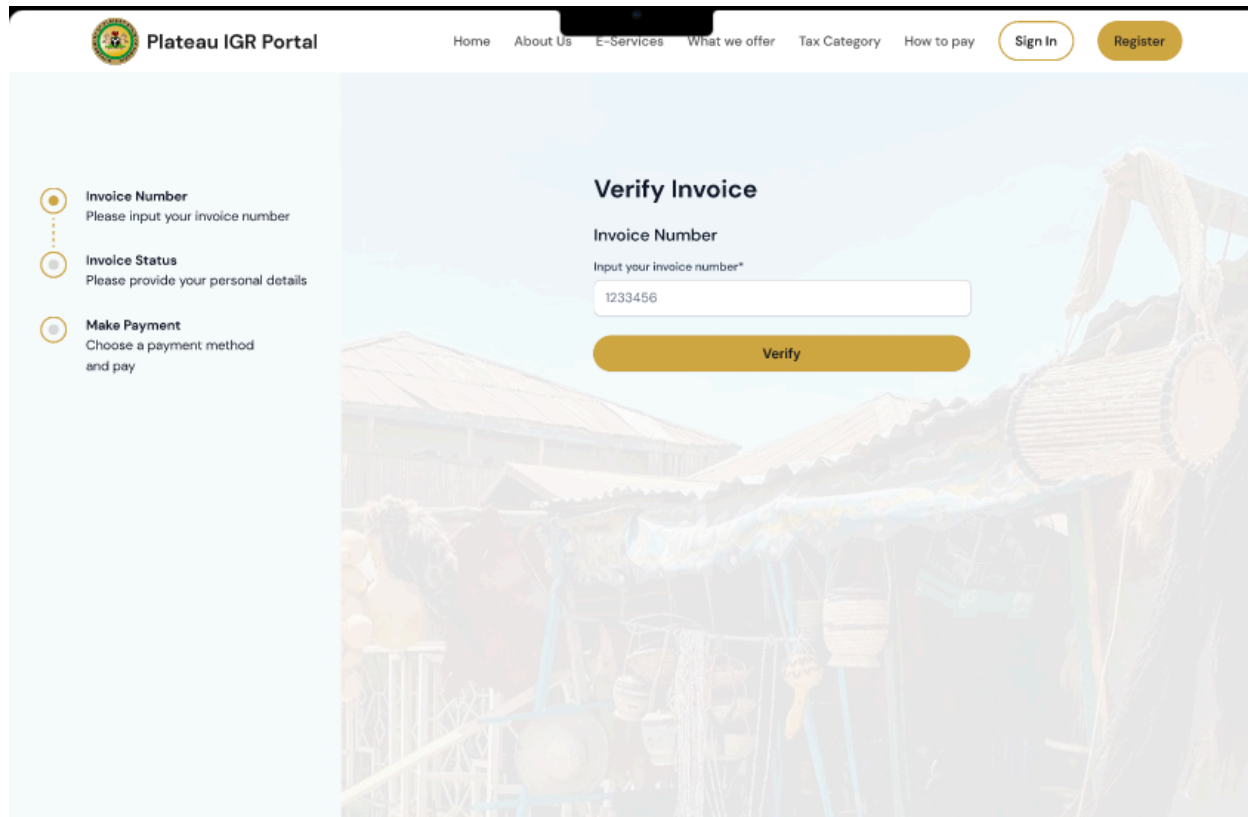 Plateau IGR Portal
Home About Us E-Services What we offer Tax Category How to pay Sign In Register
Invoice Number
Please input your invoice number
Invoice Status
Please provide your personal details
Make Payment
Choose a payment method
and pay
Verify Invoice
Invoice Number
Input your invoice number*
1233456
Verify